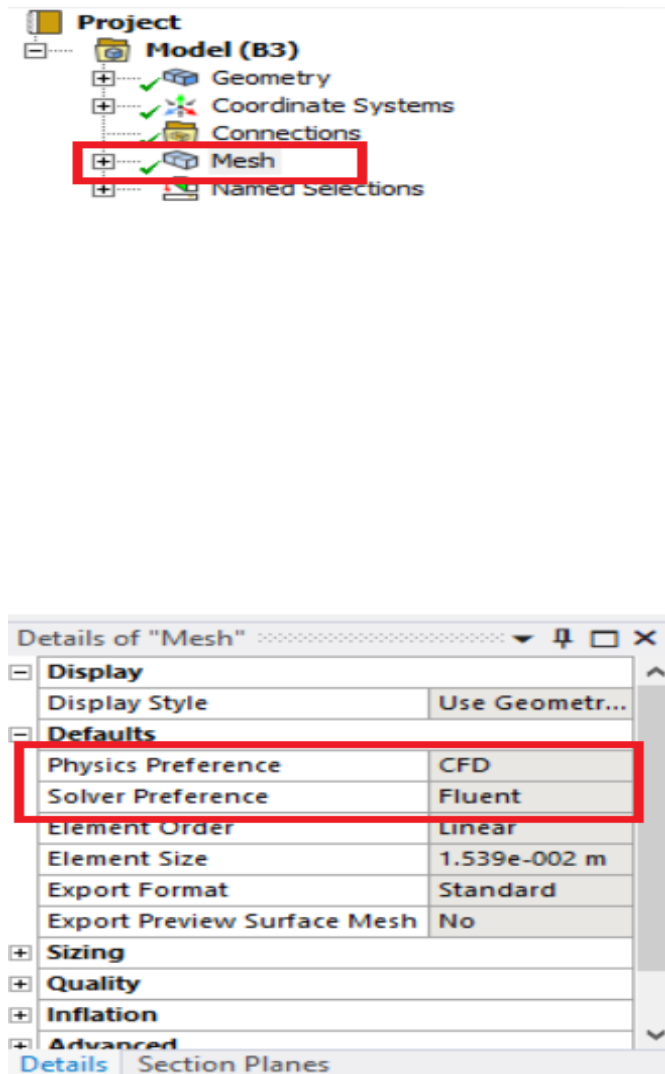 Project
Model (B3)
Geometry
Coordinate Systems
Connections
Mesh
Named Selections
Details of "Mesh"
Display
Display Style Use Geometr...
Defaults
Physics Preference CFD
Solver Preference Fluent
Element Order Linear
Element Size 1.539e-002 m
Export Format Standard
Export Preview Surface Mesh No
Sizing
Quality
Inflation
Advanced
Details Section Planes